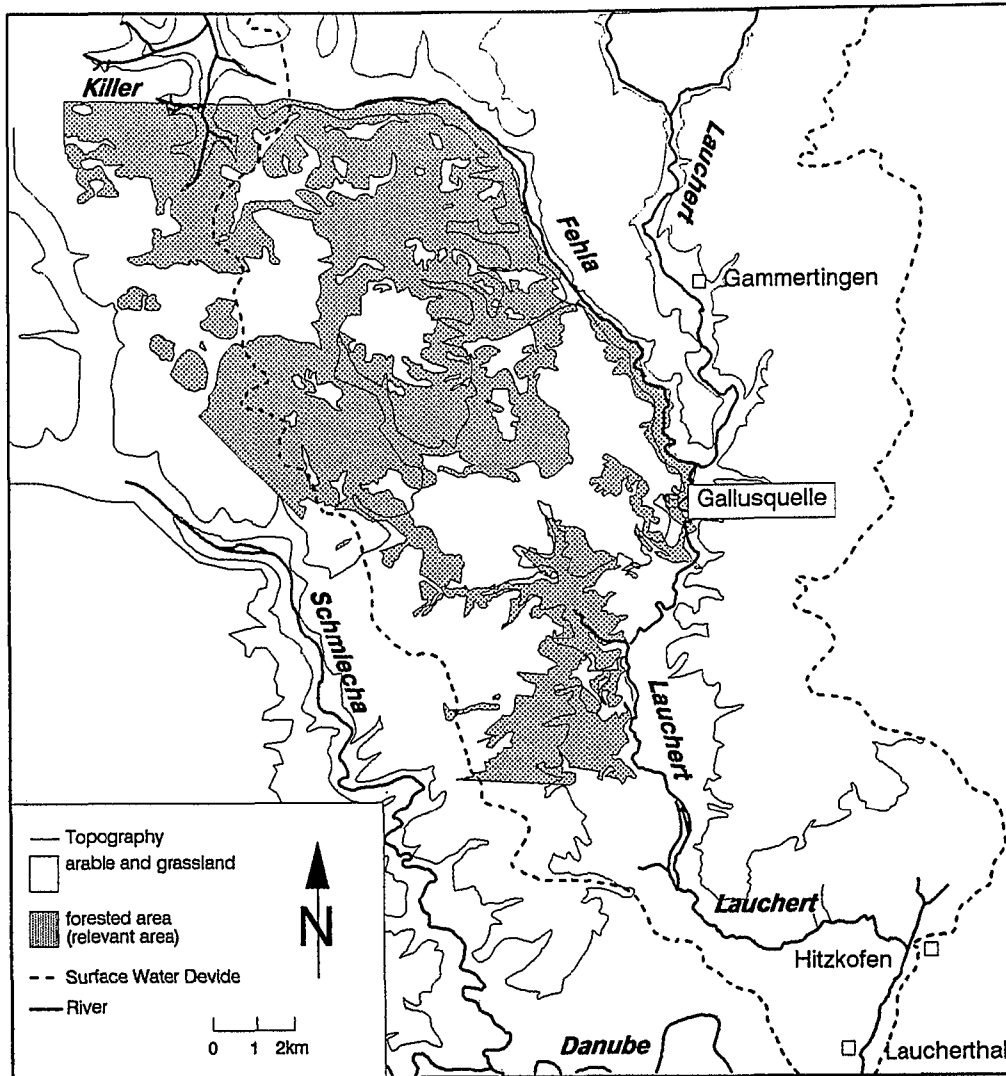 Killer
Lauchert
Fehla
Gammertingen
Gallusquelle
Schmiecha
Lauchert
Topography
arable and grassland
forested area
(relevant area)
Surface Water Devide
River
N
0 1 2km
Lauchert
Hitzkofen
Danube
Laucherthal